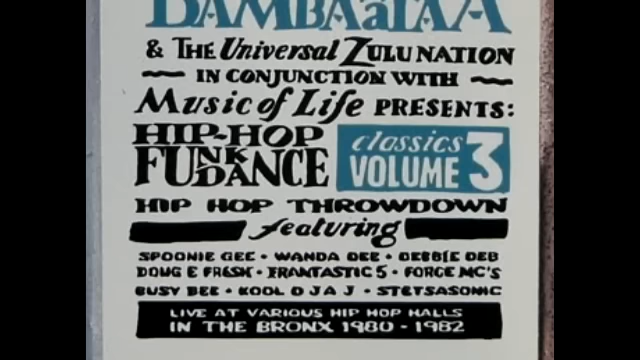 BAMBAATAA
& THE Universal ZULU NATION
IN CONJUNCTION WITH
Music of Life PRESENTS:
HIP-HOP
FUNK DANCE
classics
VOLUME 3
HIP HOP THROWDOWN
featuring
SPOONIE GEE • WANDA DEE • DEBBIE DEB
DOUG E FRESH • FRANTASTIC 5 • FORCE MC'S
BUSY BEE • KOOL D JA J • STETSASONIC
LIVE AT VARIOUS HIP HOP HALLS
IN THE BRONX 1980 - 1982